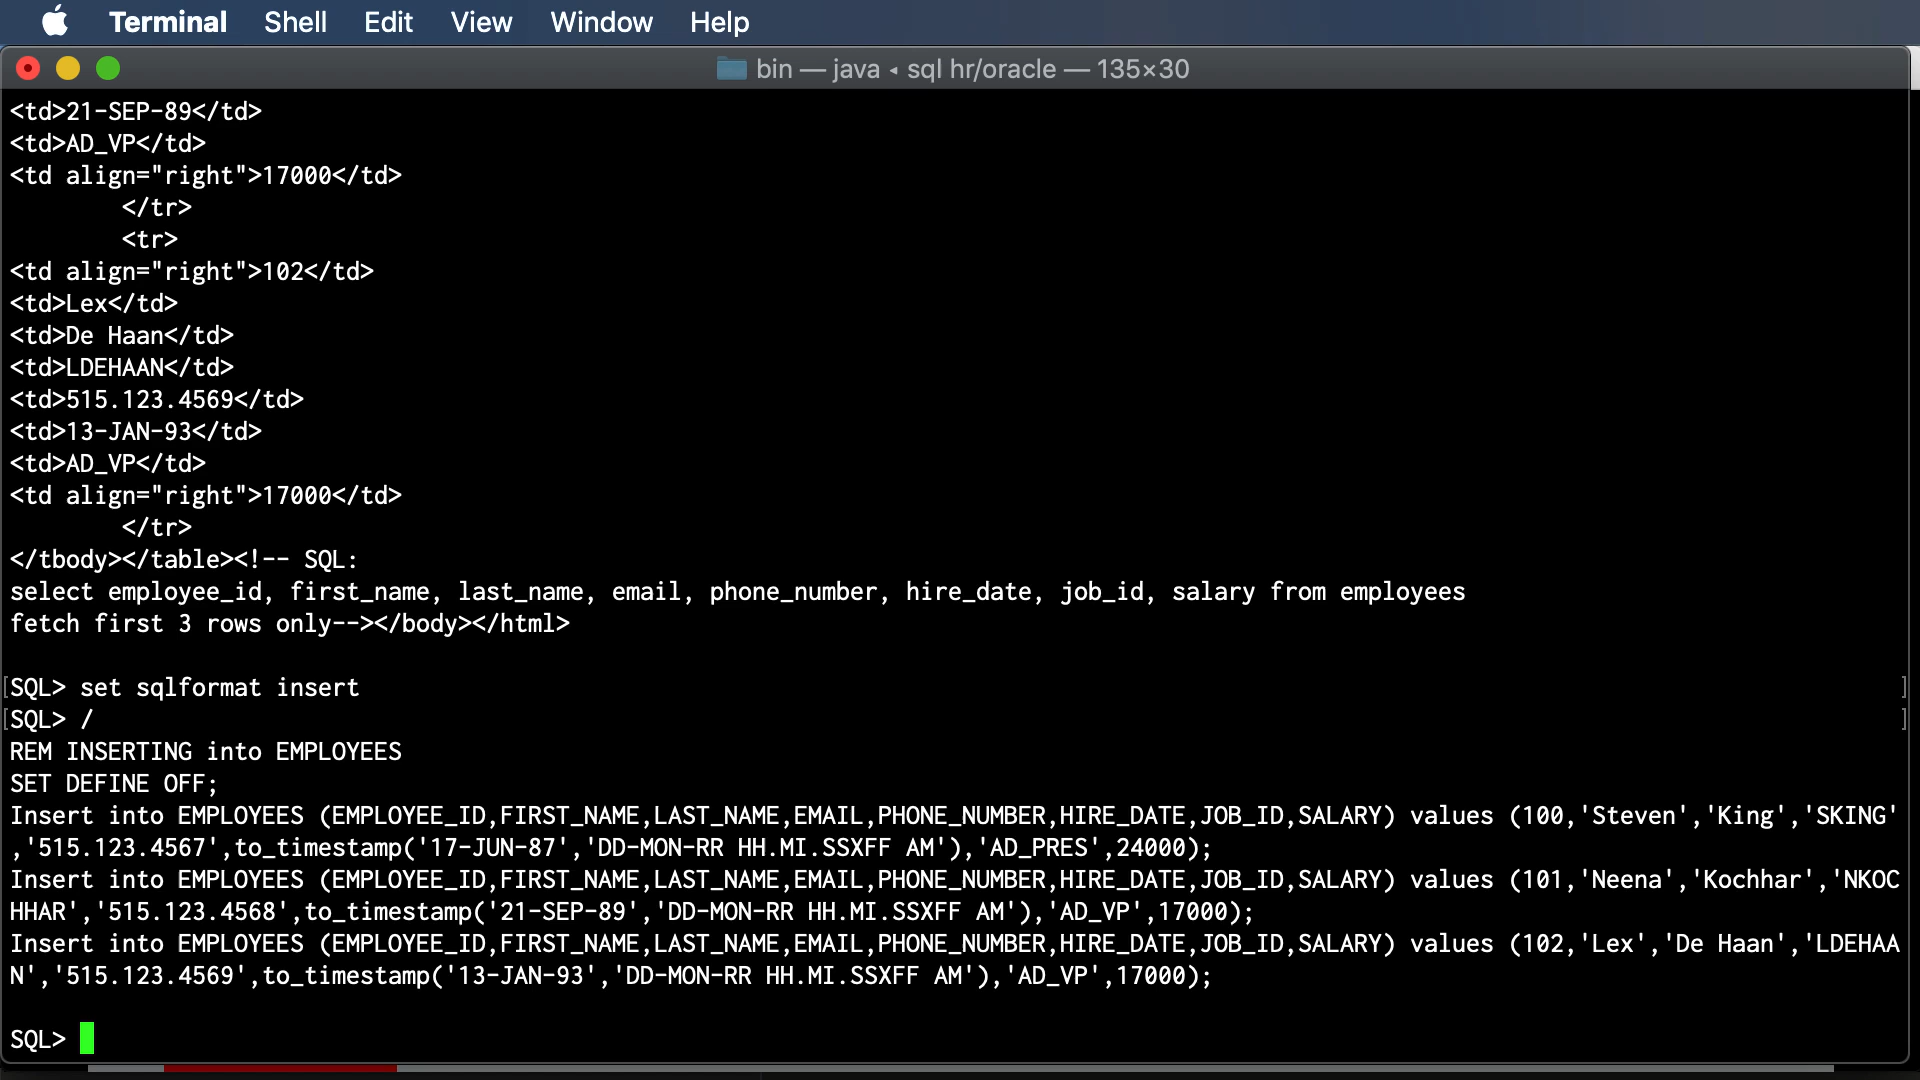 Terminal Shell Edit View Window Help
bin — java ◂ sql hr/oracle — 135×30
<td>21-SEP-89</td>
<td>AD_VP</td>
<td align="right">17000</td>
</tr>
<tr>
<td align="right">102</td>
<td>Lex</td>
<td>De Haan</td>
<td>LDEHAAN</td>
<td>515.123.4569</td>
<td>13-JAN-93</td>
<td>AD_VP</td>
<td align="right">17000</td>
</tr>
</tbody></table><!-- SQL:
select employee_id, first_name, last_name, email, phone_number, hire_date, job_id, salary from employees
fetch first 3 rows only--></body></html>
[SQL> set sqlformat insert ]
[SQL> / ]
REM INSERTING into EMPLOYEES
SET DEFINE OFF;
Insert into EMPLOYEES (EMPLOYEE_ID,FIRST_NAME,LAST_NAME,EMAIL,PHONE_NUMBER,HIRE_DATE,JOB_ID,SALARY) values (100,'Steven','King','SKING'
,'515.123.4567',to_timestamp('17-JUN-87','DD-MON-RR HH.MI.SSXFF AM'),'AD_PRES',24000);
Insert into EMPLOYEES (EMPLOYEE_ID,FIRST_NAME,LAST_NAME,EMAIL,PHONE_NUMBER,HIRE_DATE,JOB_ID,SALARY) values (101,'Neena','Kochhar','NKOC
HHAR','515.123.4568',to_timestamp('21-SEP-89','DD-MON-RR HH.MI.SSXFF AM'),'AD_VP',17000);
Insert into EMPLOYEES (EMPLOYEE_ID,FIRST_NAME,LAST_NAME,EMAIL,PHONE_NUMBER,HIRE_DATE,JOB_ID,SALARY) values (102,'Lex','De Haan','LDEHAA
N','515.123.4569',to_timestamp('13-JAN-93','DD-MON-RR HH.MI.SSXFF AM'),'AD_VP',17000);
SQL>